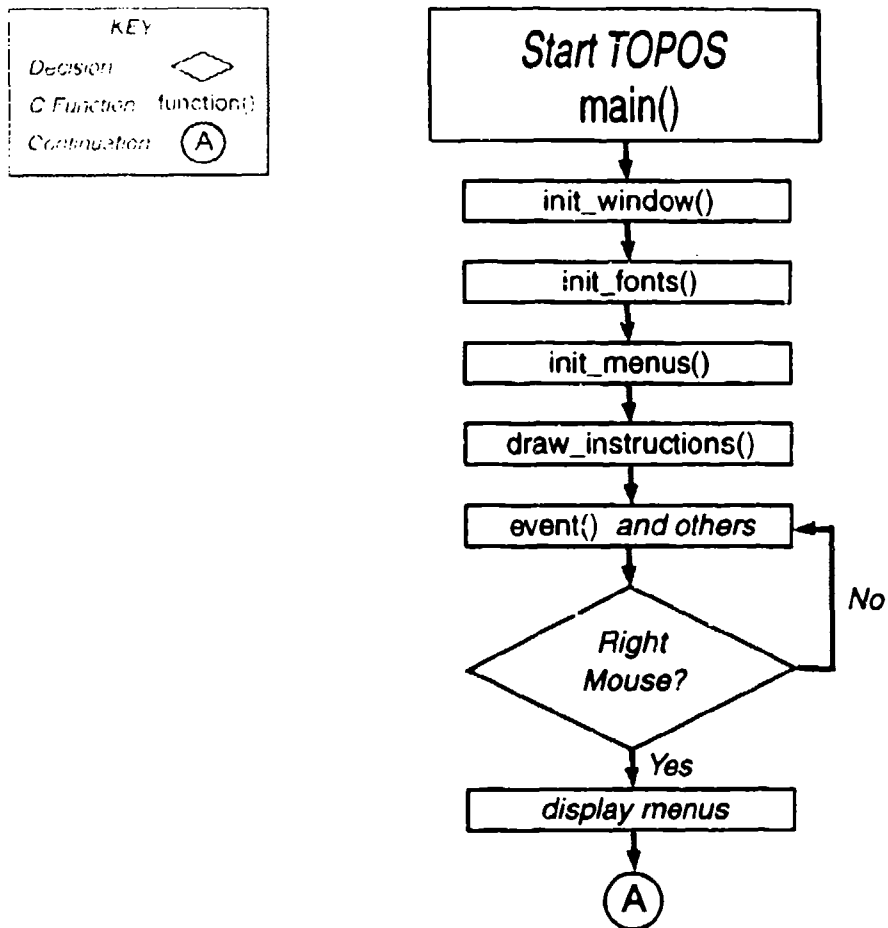 KEY
Decision
C Function function()
Continuation A
Start TOPOS
main()
init_window()
init_fonts()
init_menus()
draw_instructions()
event() and others
No
Right
Mouse?
Yes
display menus
A